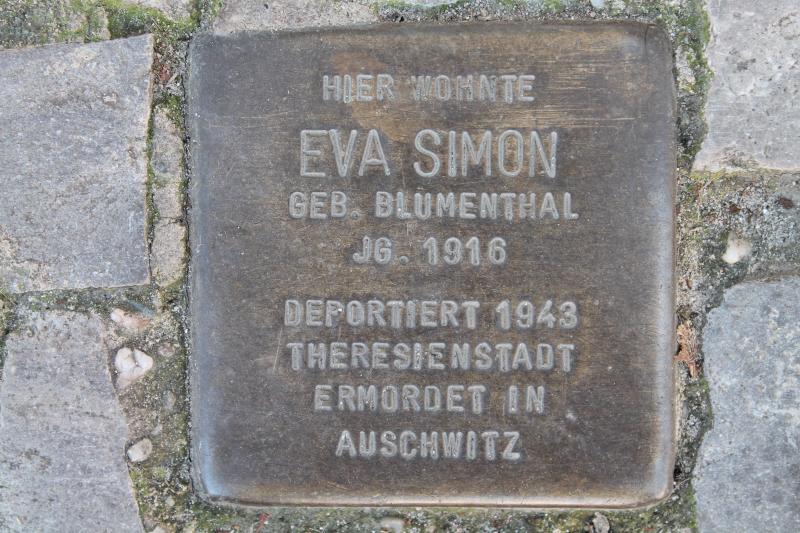 HIER WOHNTE
EVA SIMON
GEB. BLUMENTHAL
JG. 1916
DEPORTIERT 1943
THERESIENSTADT
ERMORDET IN
AUSCHWITZ